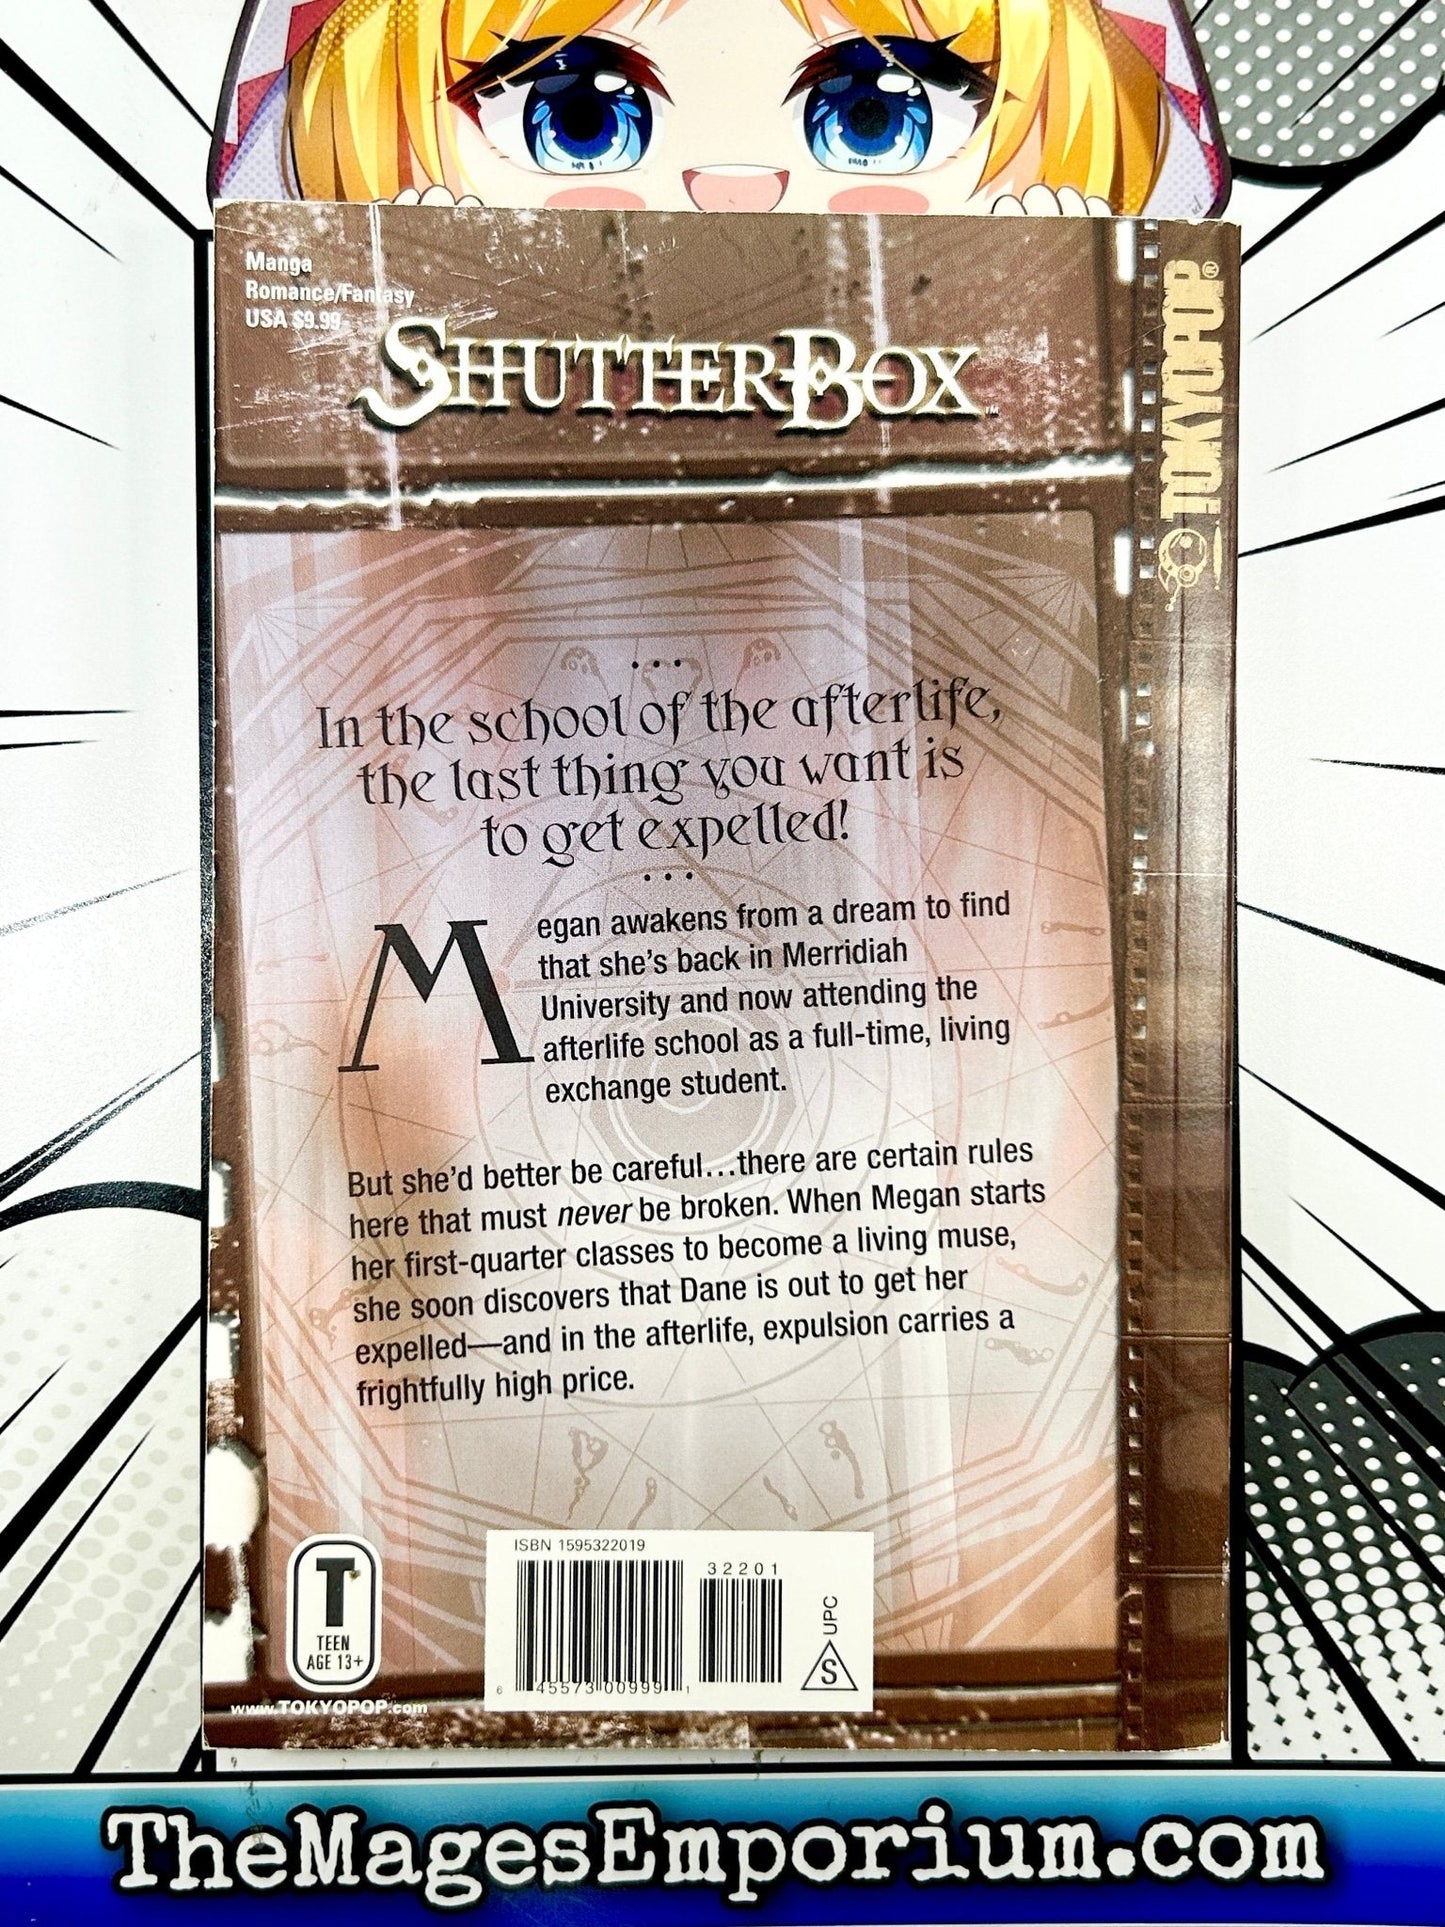 Manga
Romance/Fantasy
USA $9.99
SHUTTERBOX™
TOKYOPOP®
In the school of the afterlife,
the last thing you want is
to get expelled!
Megan awakens from a dream to find
that she's back in Merridiah
University and now attending the
afterlife school as a full-time, living
exchange student.
But she'd better be careful...there are certain rules
here that must never be broken. When Megan starts
her first-quarter classes to become a living muse,
she soon discovers that Dane is out to get her
expelled—and in the afterlife, expulsion carries a
frightfully high price.
T
TEEN
AGE 13+
www.TOKYOPOP.com
ISBN 1595322019
32201
6 45573 00999 1
S UPC
TheMagesEmporium.com